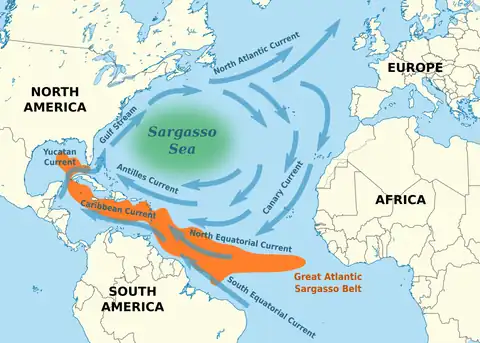 North Atlantic Current
EUROPE
NORTH
AMERICA
Gulf Stream
Sargasso
Sea
Yucatan
Current
Antilles Current
Canary Current
AFRICA
Caribbean Current
North Equatorial Current
Great Atlantic
Sargasso Belt
SOUTH
AMERICA
South Equatorial Current